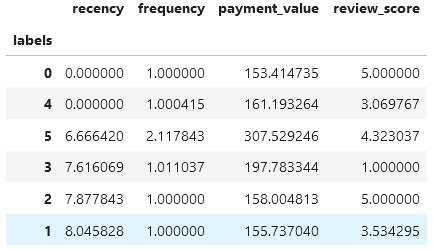 recency frequency payment_value review_score
labels
0 0.000000 1.000000 153.414735 5.000000
4 0.000000 1.000415 161.193264 3.069767
5 6.666420 2.117843 307.529246 4.323037
3 7.616069 1.011037 197.783344 1.000000
2 7.877843 1.000000 158.004813 5.000000
1 8.045828 1.000000 155.737040 3.534295